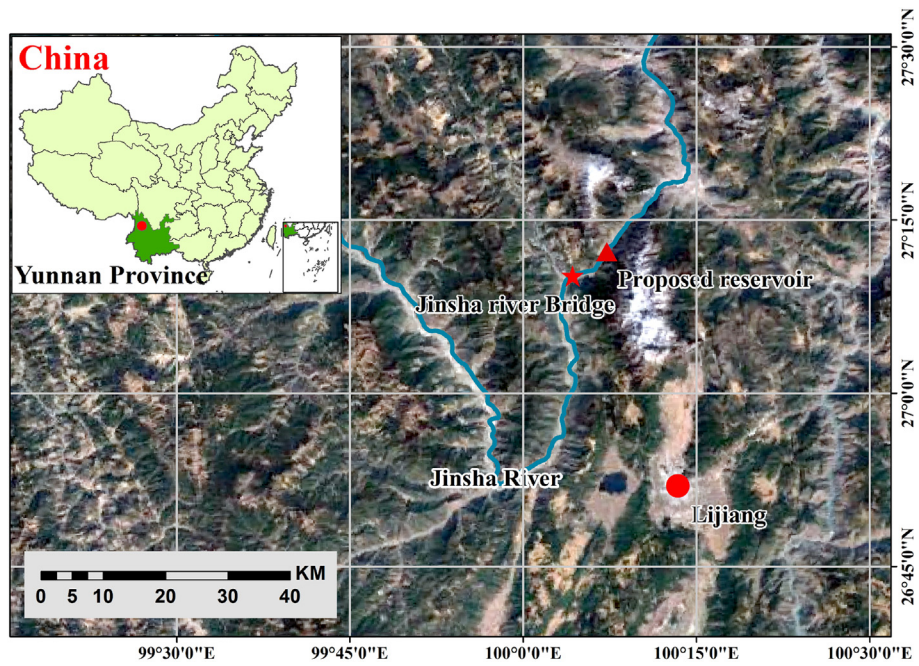 China
Yunnan Province
27°30'0"N
27°15'0"N
27°0'0"N
26°45'0"N
Proposed reservoir
Jinsha river Bridge
Jinsha River
Lijiang
KM
0 5 10 20 30 40
99°30'0"E 99°45'0"E 100°0'0"E 100°15'0"E 100°30'0"E